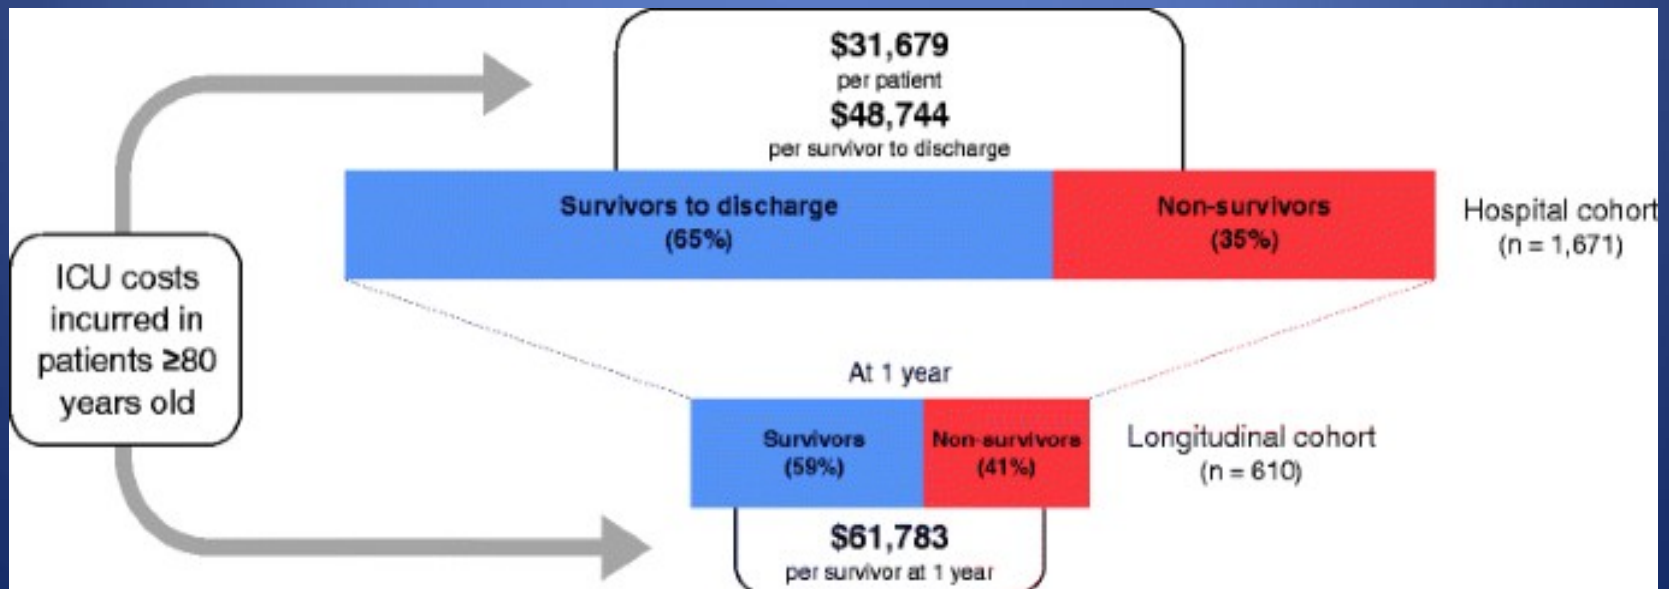 $31,679
per patient
$48,744
per survivor to discharge
Survivors to discharge
(65%)
Non-survivors
(35%)
Hospital cohort
(n = 1,671)
ICU costs
incurred in
patients ≥80
years old
At 1 year
Survivors
(59%)
Non-survivors
(41%)
Longitudinal cohort
(n = 610)
$61,783
per survivor at 1 year